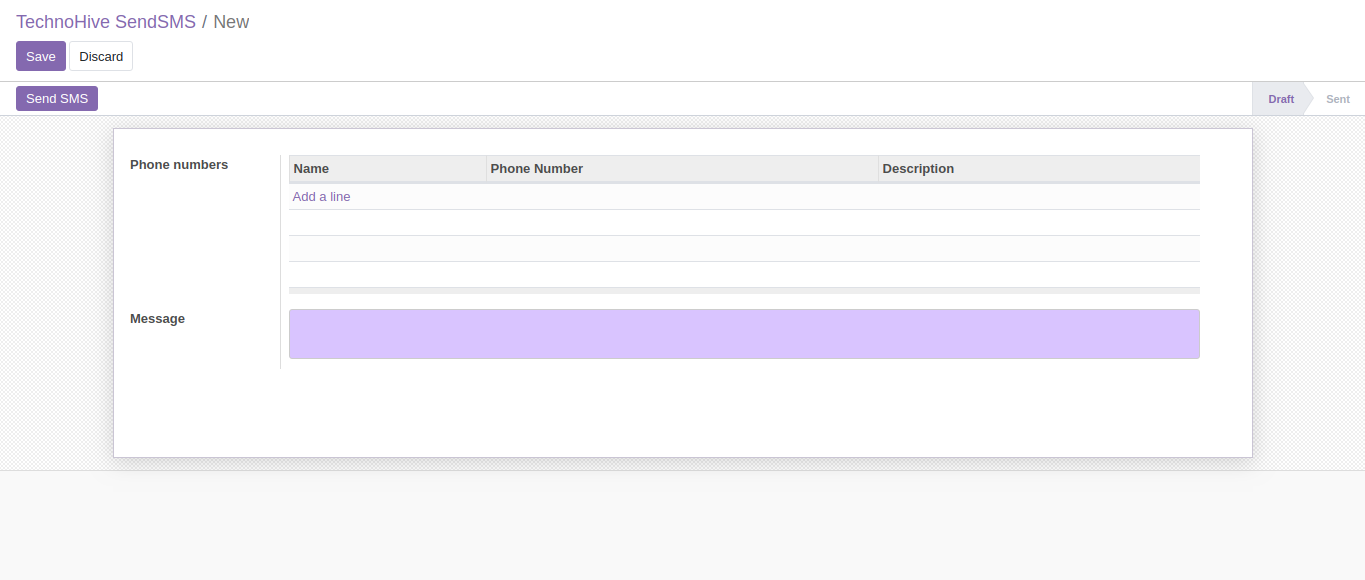 TechnoHive SendSMS / New
Save Discard
Send SMS Draft Sent
Phone numbers Name Phone Number Description
Add a line
Message